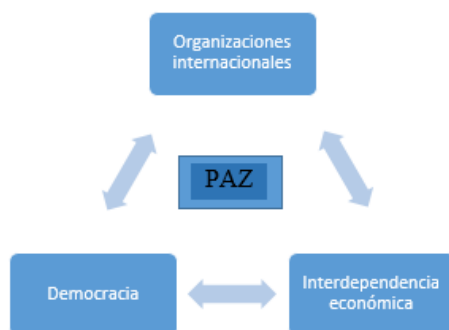 Organizaciones
internacionales
PAZ
Democracia
Interdependencia
económica